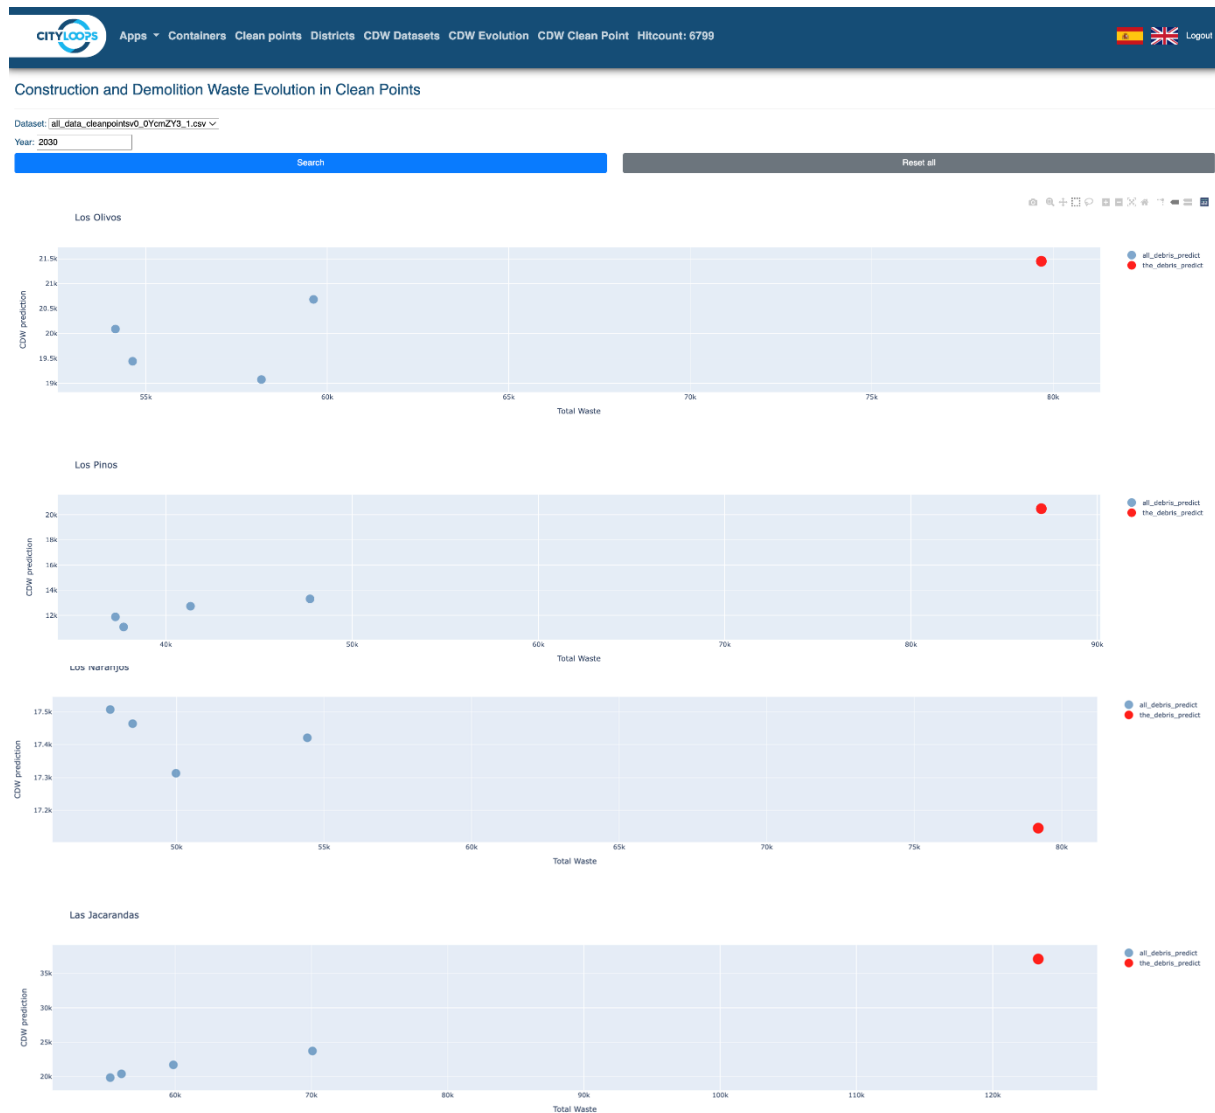 CITYLOOPS Apps Containers Clean points Districts CDW Datasets CDW Evolution CDW Clean Point Hitcount: 6799 Logout
Construction and Demolition Waste Evolution in Clean Points
Dataset: all_data_cleanpointsv0_0YcmZY3_1.csv
Year: 2030
Search Reset all
Los Olivos
all_debris_predict
the_debris_predict
CDW prediction
21.5k
21k
20.5k
20k
19.5k
19k
55k 60k 65k 70k 75k 80k
Total Waste
Los Pinos
all_debris_predict
the_debris_predict
CDW prediction
20k
18k
16k
14k
12k
40k 50k 60k 70k 80k 90k
Total Waste
Los Naranjos
all_debris_predict
the_debris_predict
CDW prediction
17.5k
17.4k
17.3k
17.2k
50k 55k 60k 65k 70k 75k 80k
Total Waste
Las Jacarandas
all_debris_predict
the_debris_predict
CDW prediction
35k
30k
25k
20k
60k 70k 80k 90k 100k 110k 120k
Total Waste